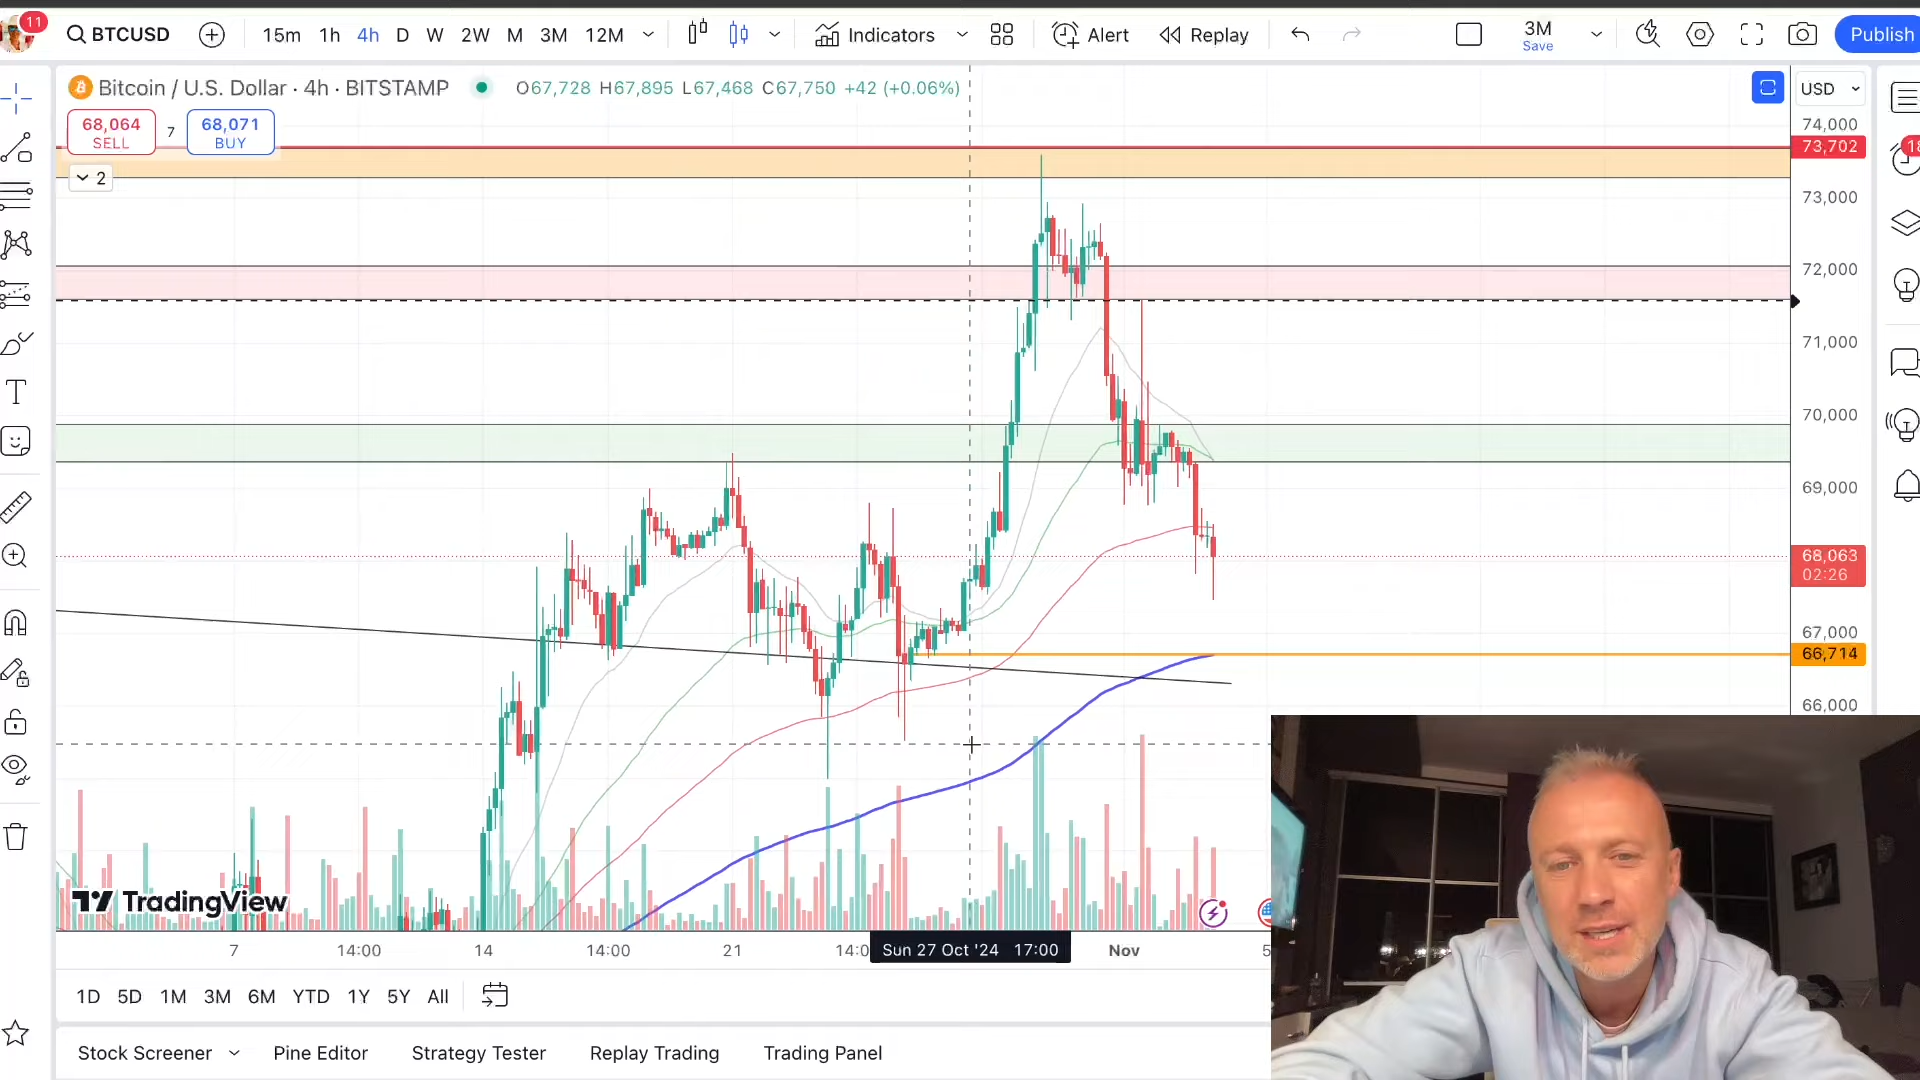 11
BTCUSD
15m 1h 4h D W 2W M 3M 12M
Indicators
Alert
Replay
3M
Save
Publish
Bitcoin / U.S. Dollar · 4h · BITSTAMP
O67,728 H67,895 L67,468 C67,750 +42 (+0.06%)
USD
68,064
SELL
7
68,071
BUY
2
74,000
73,702
73,000
72,000
71,000
70,000
69,000
68,063
02:26
67,000
66,714
66,000
18
TradingView
7 14:00 14 14:00 21 14:0 Sun 27 Oct '24 17:00 Nov 5
1D 5D 1M 3M 6M YTD 1Y 5Y All
Stock Screener
Pine Editor
Strategy Tester
Replay Trading
Trading Panel